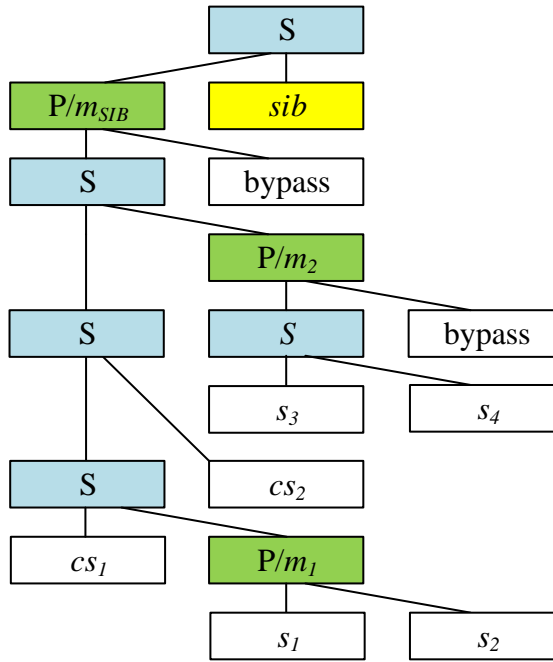 S
P/m_SIB sib
S bypass
P/m_2
S S bypass
s_3 s_4
S cs_2
cs_1 P/m_1
s_1 s_2